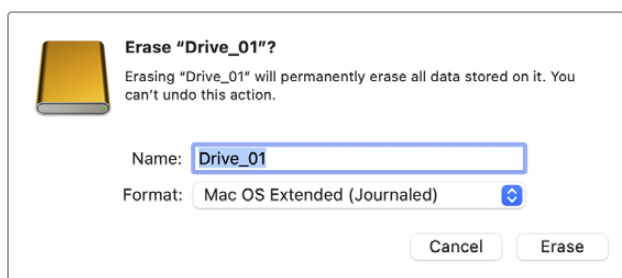 Erase “Drive_01”?
Erasing “Drive_01” will permanently erase all data stored on it. You
can’t undo this action.
Name: Drive_01
Format: Mac OS Extended (Journaled)
Cancel Erase